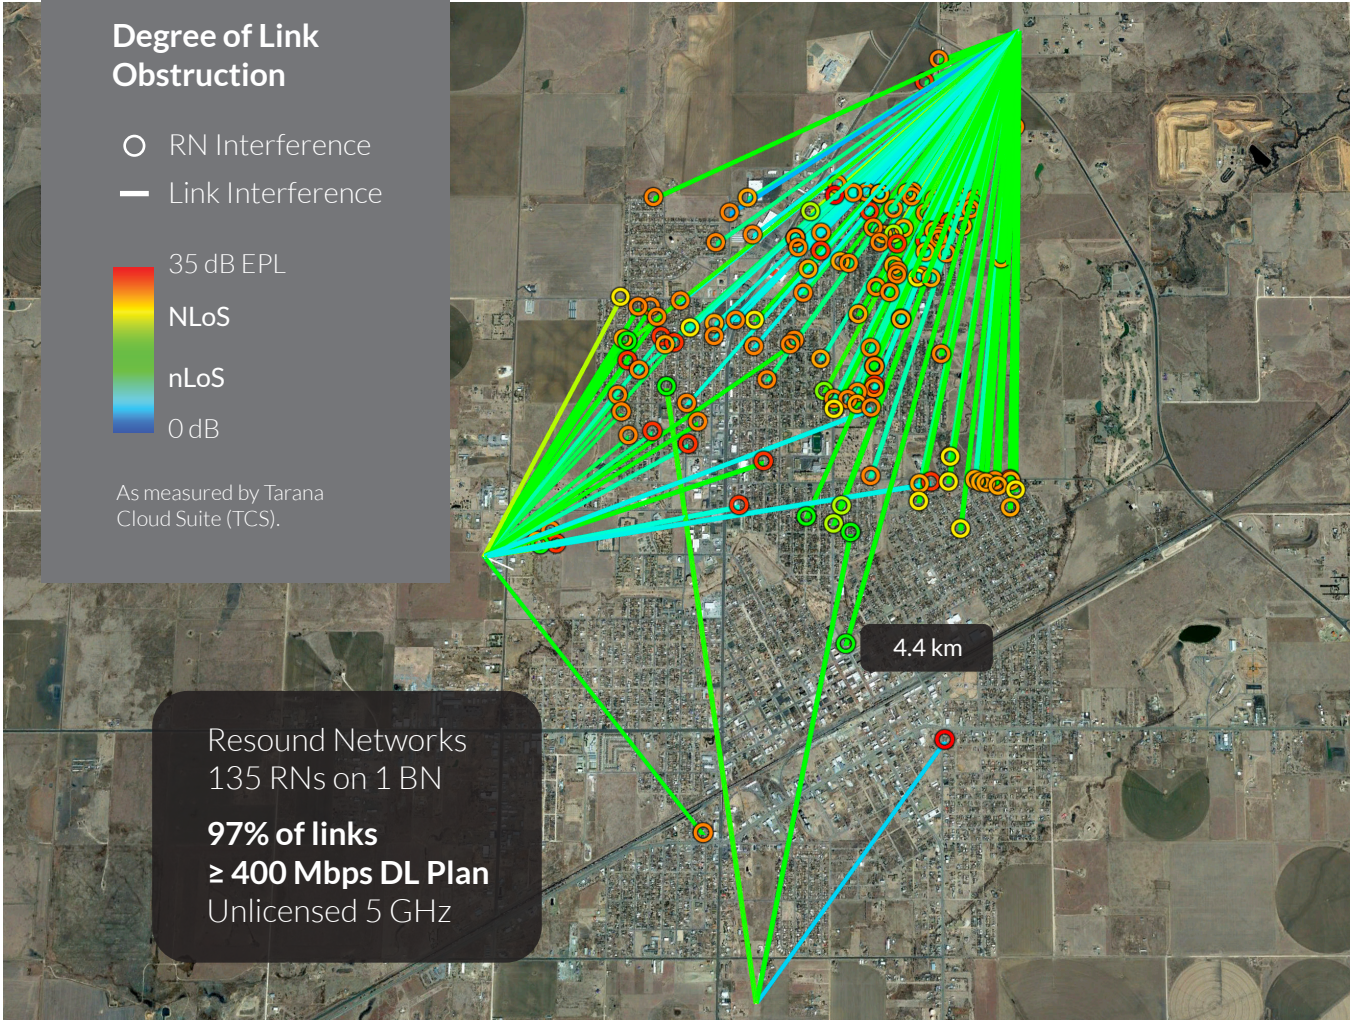 Degree of Link
Obstruction
RN Interference
Link Interference
35 dB EPL
NLoS
nLoS
0 dB
As measured by Tarana
Cloud Suite (TCS).
4.4 km
Resound Networks
135 RNs on 1 BN
97% of links
≥ 400 Mbps DL Plan
Unlicensed 5 GHz